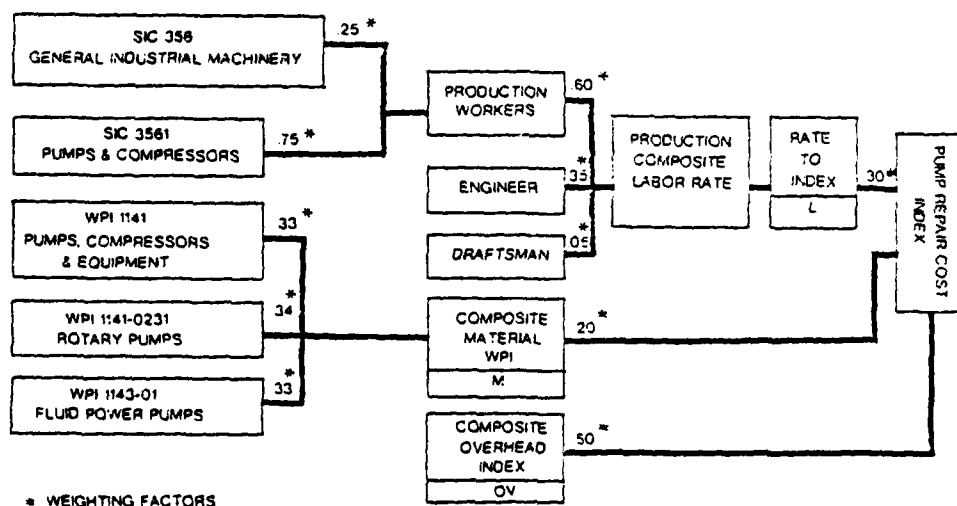 SIC 356
GENERAL INDUSTRIAL MACHINERY
.25 *
SIC 3561
PUMPS & COMPRESSORS
.75 *
PRODUCTION
WORKERS
.60 *
ENGINEER
.35 *
DRAFTSMAN
.05 *
PRODUCTION
COMPOSITE
LABOR RATE
RATE
TO
INDEX
L
.30 *
PUMP REPAIR COST
INDEX
WPI 1141
PUMPS, COMPRESSORS
& EQUIPMENT
.33 *
WPI 1141-0231
ROTARY PUMPS
.34 *
WPI 1143-01
FLUID POWER PUMPS
.33 *
COMPOSITE
MATERIAL
WPI
M
.20 *
COMPOSITE
OVERHEAD
INDEX
OV
.50 *
* WEIGHTING FACTORS